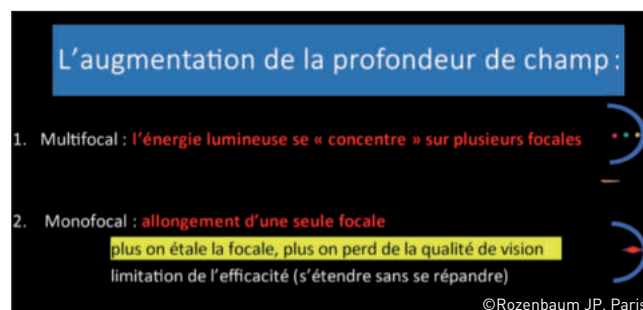 L'augmentation de la profondeur de champ :
1. Multifocal : l'énergie lumineuse se « concentre » sur plusieurs focales
2. Monofocal : allongement d'une seule focale
plus on étale la focale, plus on perd de la qualité de vision
limitation de l'efficacité (s'étendre sans se répandre)
©Rozenbaum JP. Paris